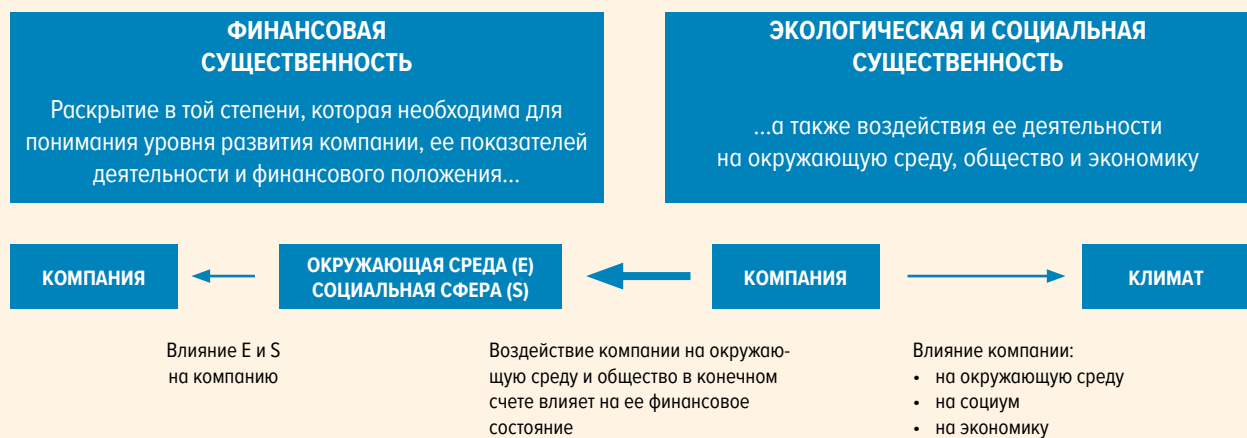 ФИНАНСОВАЯ
СУЩЕСТВЕННОСТЬ
Раскрытие в той степени, которая необходима для
понимания уровня развития компании, ее показателей
деятельности и финансового положения...
ЭКОЛОГИЧЕСКАЯ И СОЦИАЛЬНАЯ
СУЩЕСТВЕННОСТЬ
...а также воздействия ее деятельности
на окружающую среду, общество и экономику
КОМПАНИЯ
ОКРУЖАЮЩАЯ СРЕДА (E)
СОЦИАЛЬНАЯ СФЕРА (S)
КОМПАНИЯ
КЛИМАТ
Влияние E и S
на компанию
Воздействие компании на окружаю-
щую среду и общество в конечном
счете влияет на ее финансовое
состояние
Влияние компании:
• на окружающую среду
• на социум
• на экономику